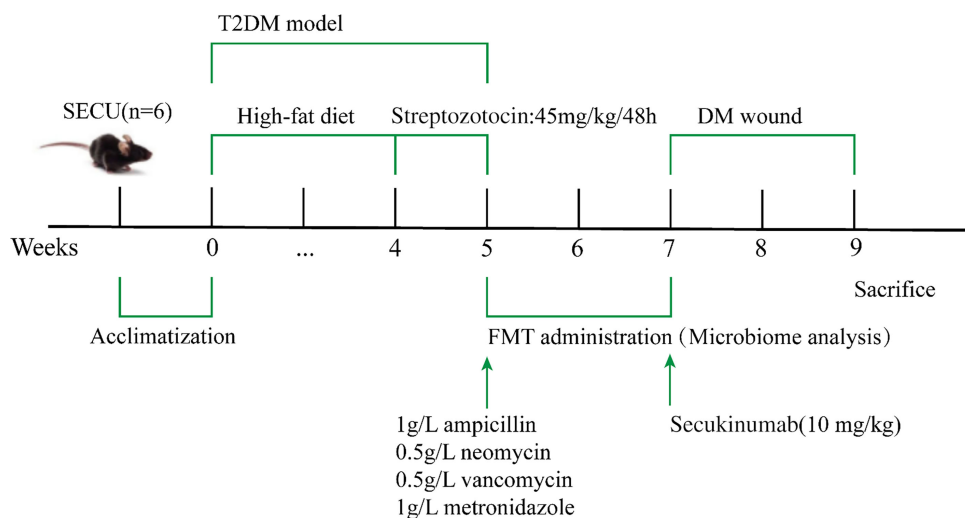 T2DM model
SECU(n=6)
High-fat diet
Streptozotocin:45mg/kg/48h
DM wound
Weeks
0
...
4
5
6
7
8
9
Sacrifice
Acclimatization
FMT administration (Microbiome analysis)
1g/L ampicillin
0.5g/L neomycin
0.5g/L vancomycin
1g/L metronidazole
Secukinumab(10 mg/kg)